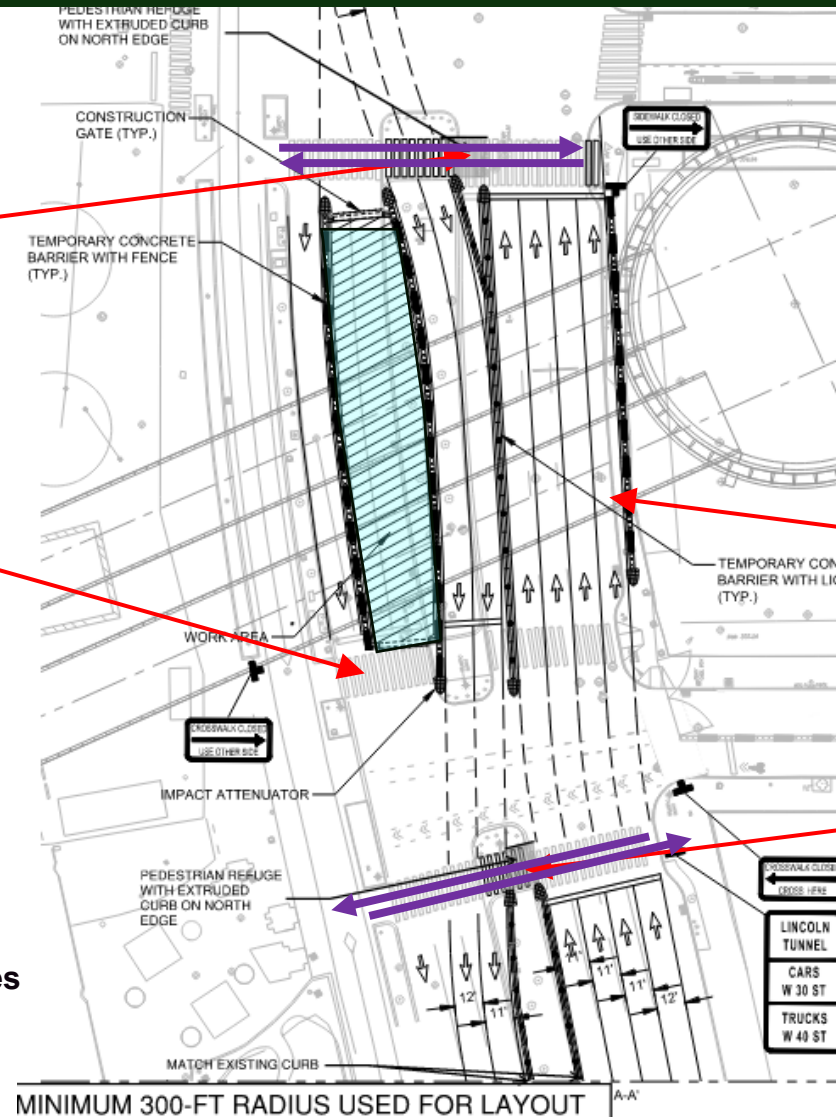 PEDESTRIAN REFUGE
WITH EXTRUDED CURB
ON NORTH EDGE
CONSTRUCTION
GATE (TYP.)
SIDEWALK CLOSED
USE OTHER SIDE
TEMPORARY CONCRETE
BARRIER WITH FENCE
(TYP.)
TEMPORARY CON
BARRIER WITH LIG
(TYP.)
WORK AREA
CROSSWALK CLOSED
USE OTHER SIDE
IMPACT ATTENUATOR
PEDESTRIAN REFUGE
WITH EXTRUDED
CURB ON NORTH
EDGE
CROSSWALK CLOSED
CROSS HERE
LINCOLN
TUNNEL
CARS
W 30 ST
TRUCKS
W 40 ST
es
12'
11'
11'
11'
12'
MATCH EXISTING CURB
MINIMUM 300-FT RADIUS USED FOR LAYOUT
A-A'